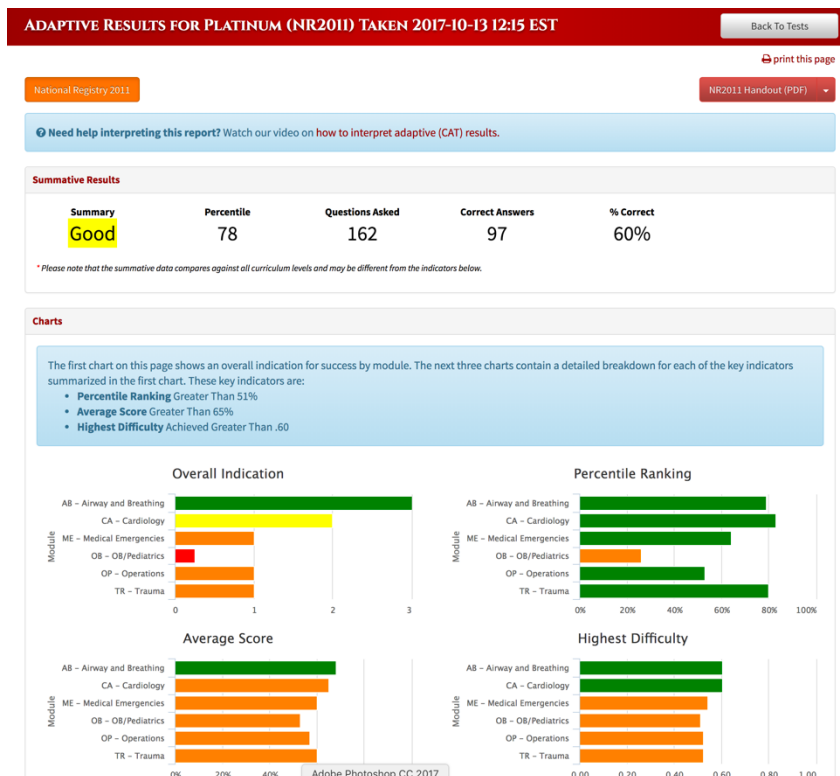 ADAPTIVE RESULTS FOR PLATINUM (NR2011) TAKEN 2017-10-13 12:15 EST
Back To Tests
print this page
National Registry 2011
NR2011 Handout (PDF)
Need help interpreting this report? Watch our video on how to interpret adaptive (CAT) results.
Summative Results
Summary Percentile Questions Asked Correct Answers % Correct
Good 78 162 97 60%
* Please note that the summative data compares against all curriculum levels and may be different from the indicators below.
Charts
The first chart on this page shows an overall indication for success by module. The next three charts contain a detailed breakdown for each of the key indicators
summarized in the first chart. These key indicators are:
• Percentile Ranking Greater Than 51%
• Average Score Greater Than 65%
• Highest Difficulty Achieved Greater Than .60
Overall Indication
Module
AB – Airway and Breathing
CA – Cardiology
ME – Medical Emergencies
OB – OB/Pediatrics
OP – Operations
TR – Trauma
0 1 2 3
Percentile Ranking
Module
AB – Airway and Breathing
CA – Cardiology
ME – Medical Emergencies
OB – OB/Pediatrics
OP – Operations
TR – Trauma
0% 20% 40% 60% 80% 100%
Average Score
Module
AB – Airway and Breathing
CA – Cardiology
ME – Medical Emergencies
OB – OB/Pediatrics
OP – Operations
TR – Trauma
0% 20% 40%
Adobe Photoshop CC 2017
Highest Difficulty
Module
AB – Airway and Breathing
CA – Cardiology
ME – Medical Emergencies
OB – OB/Pediatrics
OP – Operations
TR – Trauma
0.00 0.20 0.40 0.60 0.80 1.00